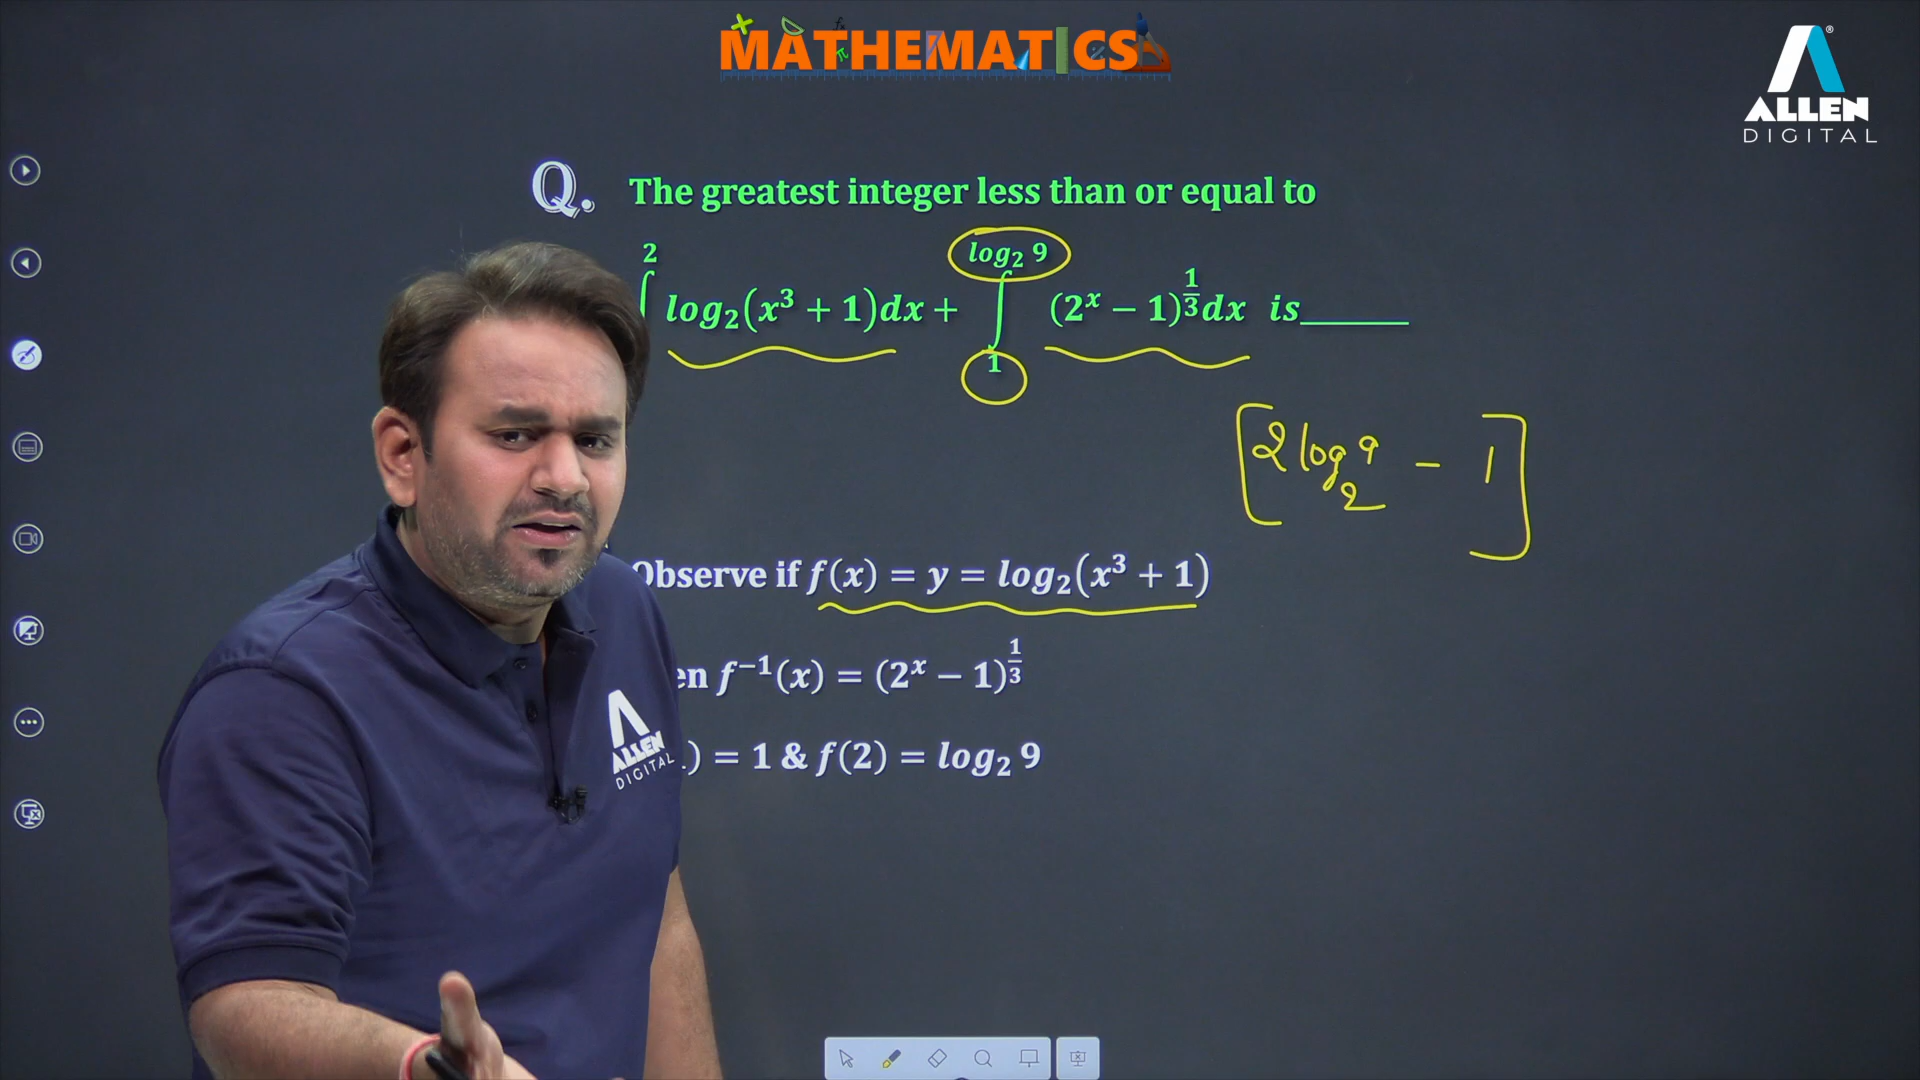 MATHEMATICS
ALLEN
DIGITAL
Q. The greatest integer less than or equal to
∫² log₂(x³ + 1)dx + ∫₁^{log₂ 9} (2ˣ − 1)^{1/3}dx is______
[2 log₂ 9 − 1]
Observe if f(x) = y = log₂(x³ + 1)
f⁻¹(x) = (2ˣ − 1)^{1/3}
) = 1 & f(2) = log₂ 9
ALLEN
DIGITAL